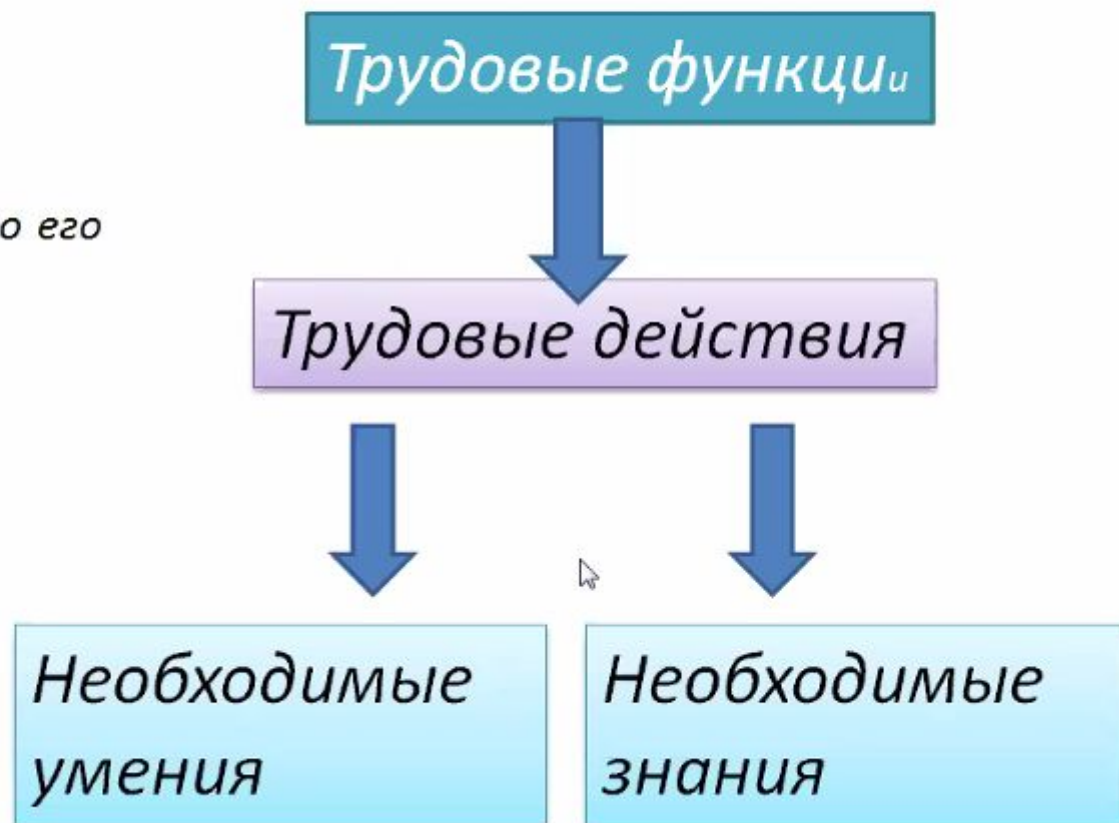 Трудовые функции
о его
Трудовые действия
Необходимые
умения
Необходимые
знания